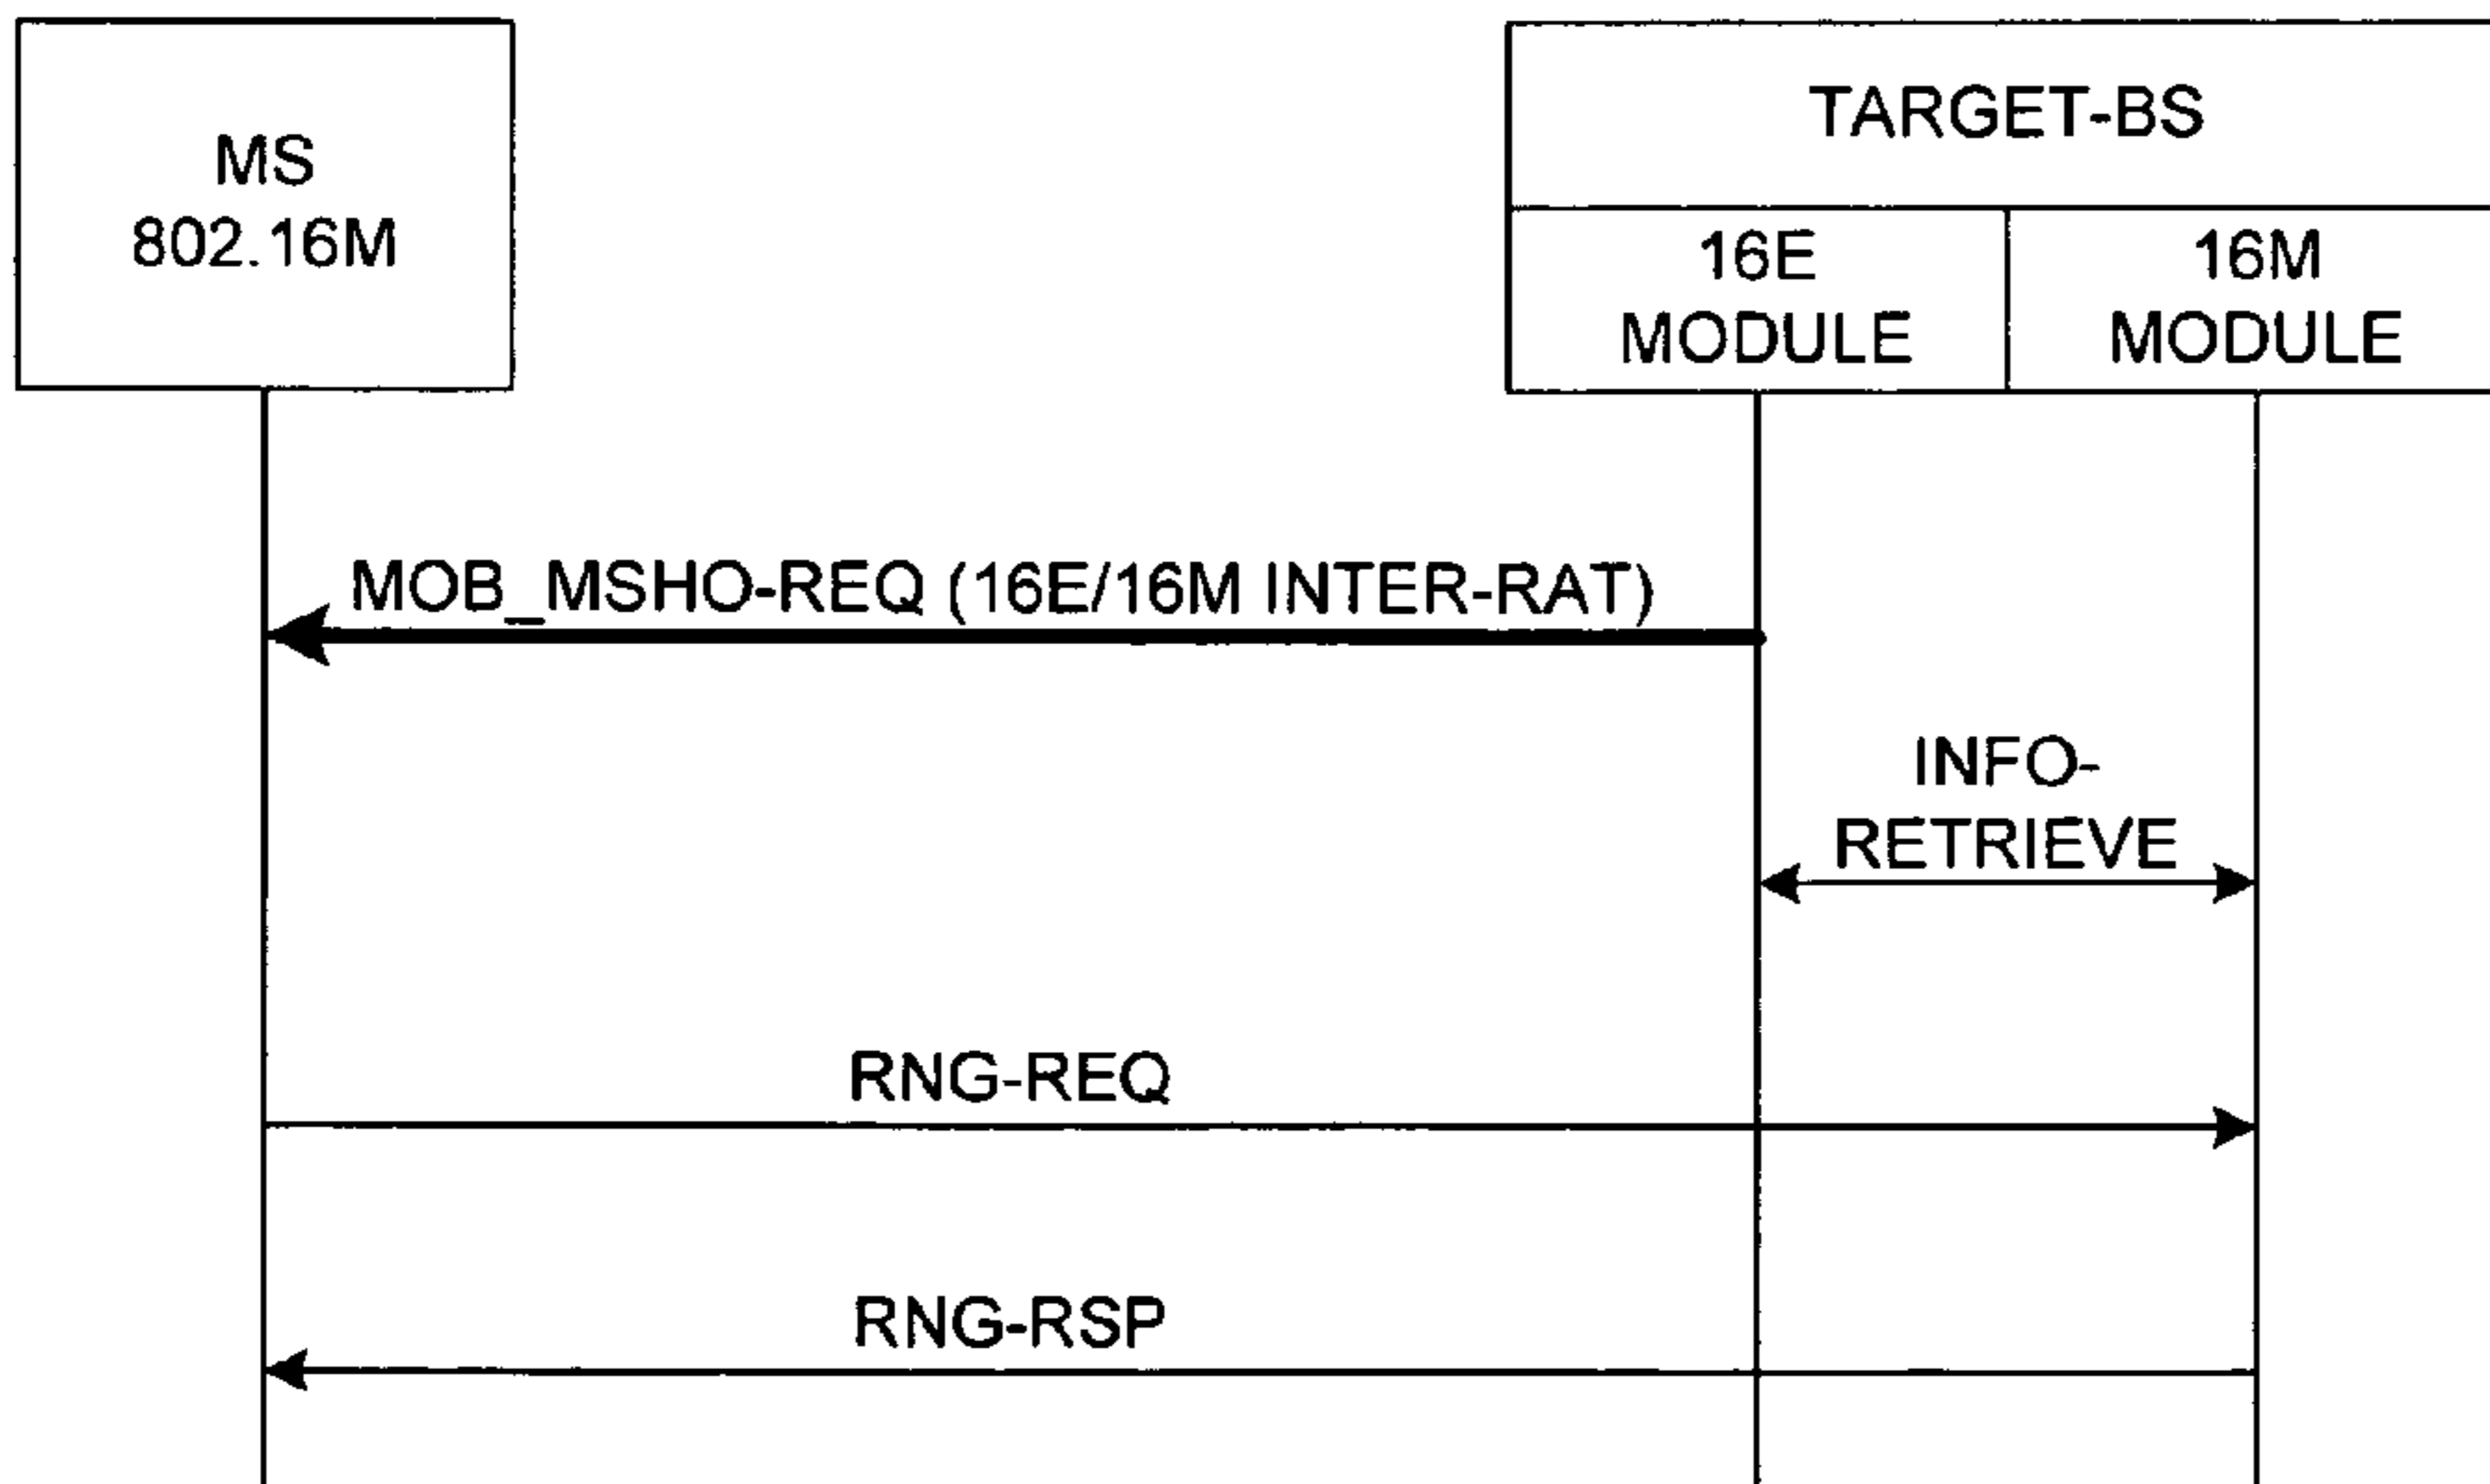 MS
802.16M
TARGET-BS
16E
MODULE
16M
MODULE
MOB_MSHO-REQ (16E/16M INTER-RAT)
INFO-
RETRIEVE
RNG-REQ
RNG-RSP